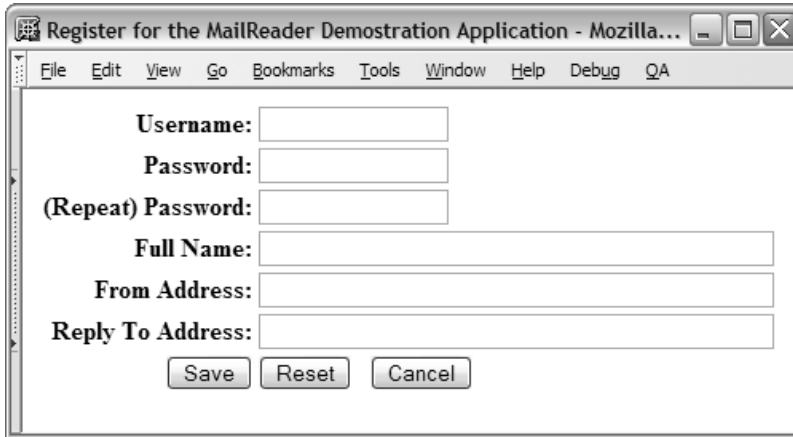 Register for the MailReader Demostration Application - Mozilla...
File Edit View Go Bookmarks Tools Window Help Debug QA
Username:
Password:
(Repeat) Password:
Full Name:
From Address:
Reply To Address:
Save Reset Cancel